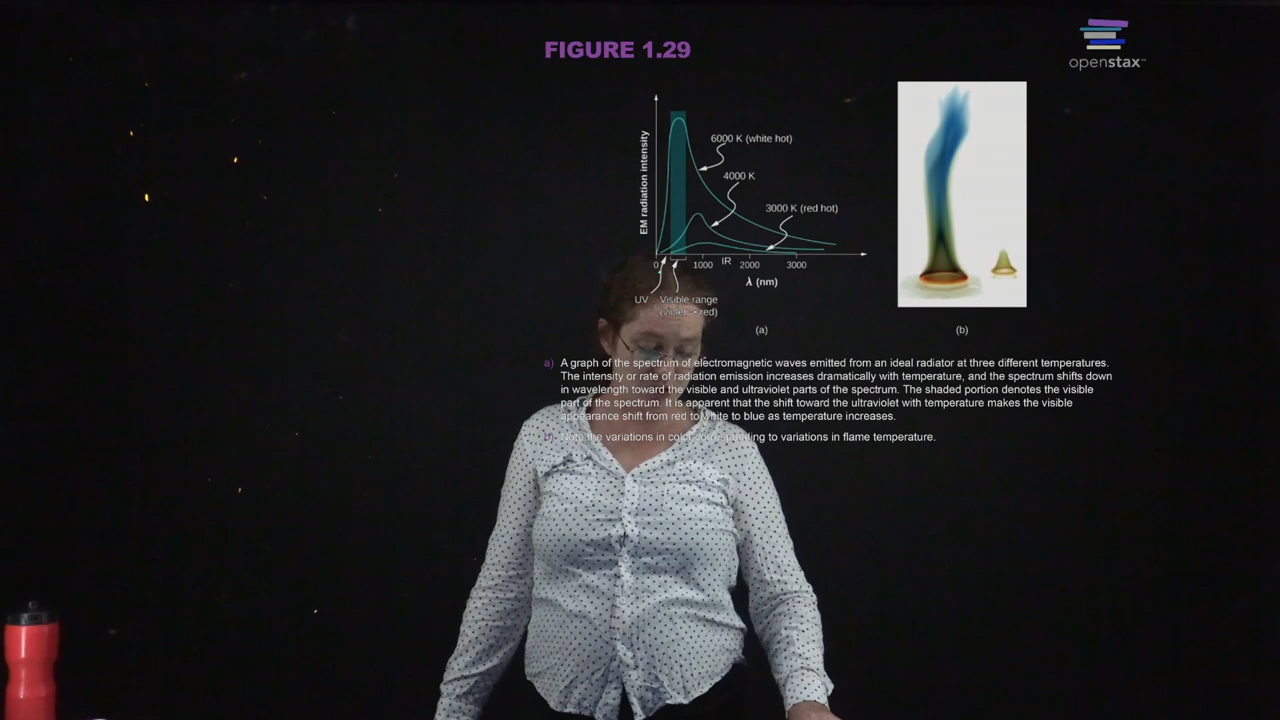 FIGURE 1.29
openstax™
EM radiation intensity
6000 K (white hot)
4000 K
3000 K (red hot)
0 1000 IR 2000 3000
λ (nm)
UV Visible range
(violet → red)
(a) (b)
a) A graph of the spectrum of electromagnetic waves emitted from an ideal radiator at three different temperatures.
The intensity or rate of radiation emission increases dramatically with temperature, and the spectrum shifts down
in wavelength toward the visible and ultraviolet parts of the spectrum. The shaded portion denotes the visible
part of the spectrum. It is apparent that the shift toward the ultraviolet with temperature makes the visible
appearance shift from red to white to blue as temperature increases.
b) Note the variations in color corresponding to variations in flame temperature.